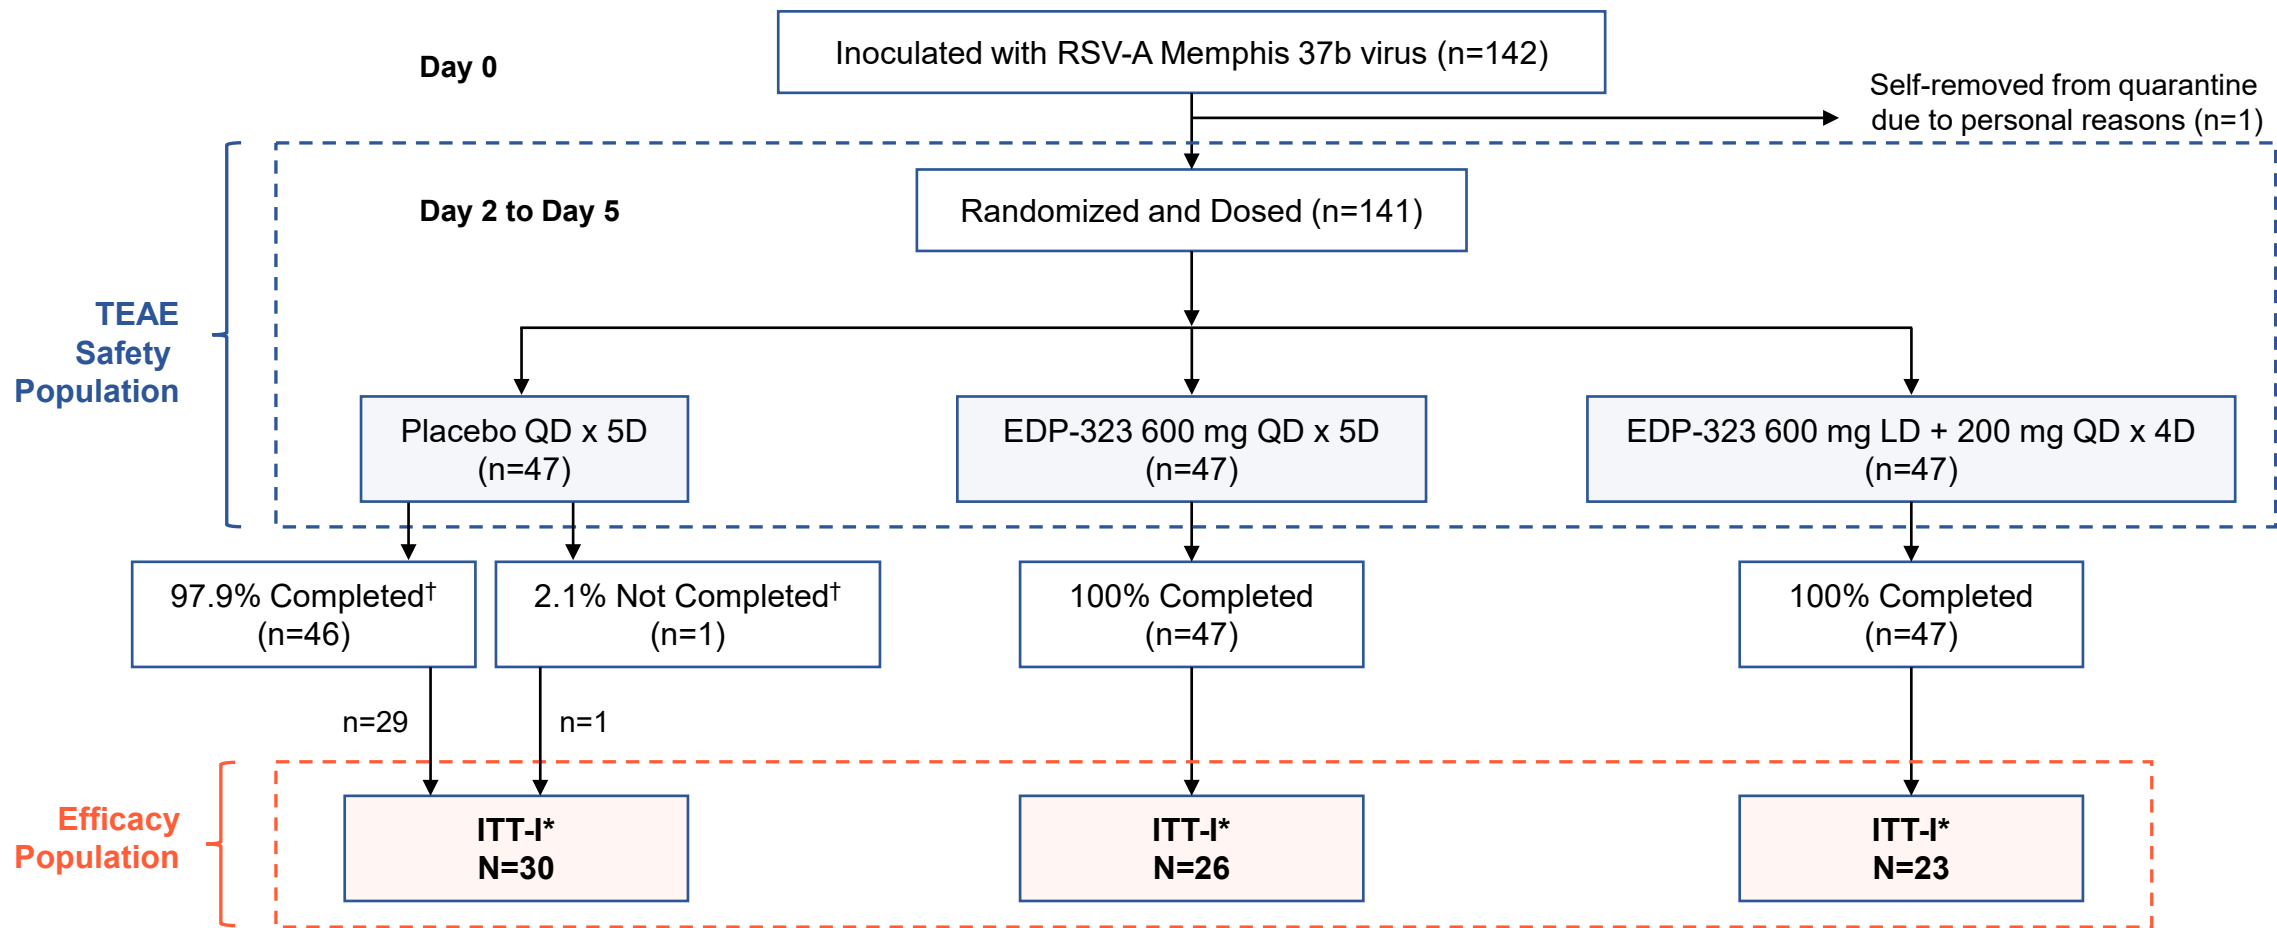 Day 0
Inoculated with RSV-A Memphis 37b virus (n=142)
Self-removed from quarantine
due to personal reasons (n=1)
Day 2 to Day 5
Randomized and Dosed (n=141)
TEAE
Safety
Population
Placebo QD x 5D
(n=47)
EDP-323 600 mg QD x 5D
(n=47)
EDP-323 600 mg LD + 200 mg QD x 4D
(n=47)
97.9% Completed†
(n=46)
2.1% Not Completed†
(n=1)
100% Completed
(n=47)
100% Completed
(n=47)
n=29
n=1
Efficacy
Population
ITT-I*
N=30
ITT-I*
N=26
ITT-I*
N=23